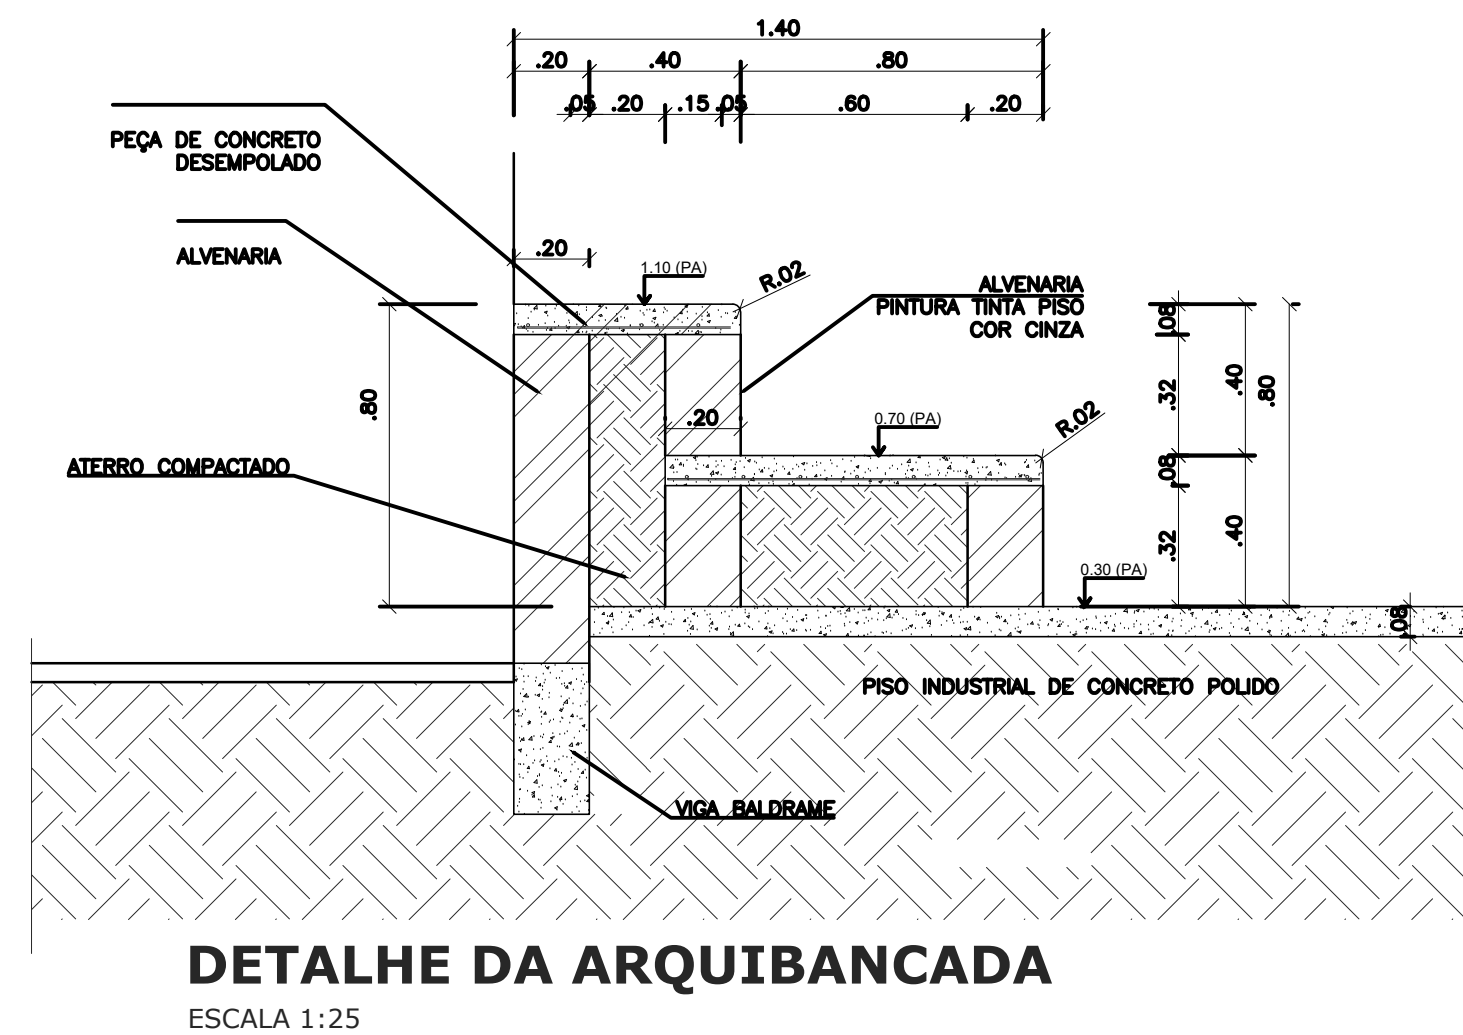 1.40
.20 .40 .80
.05 .20 .15 .05 .60 .20
PEÇA DE CONCRETO
DESEMPOLADO
ALVENARIA
.20
1.10 (PA)
R.02
ALVENARIA
PINTURA TINTA PISO
COR CINZA
.08
.32
.40
.80
.80
.20
0.70 (PA)
R.02
ATERRO COMPACTADO
.08
.32
.40
0.30 (PA)
.08
PISO INDUSTRIAL DE CONCRETO POLIDO
VIGA BALDRAME
DETALHE DA ARQUIBANCADA
ESCALA 1:25